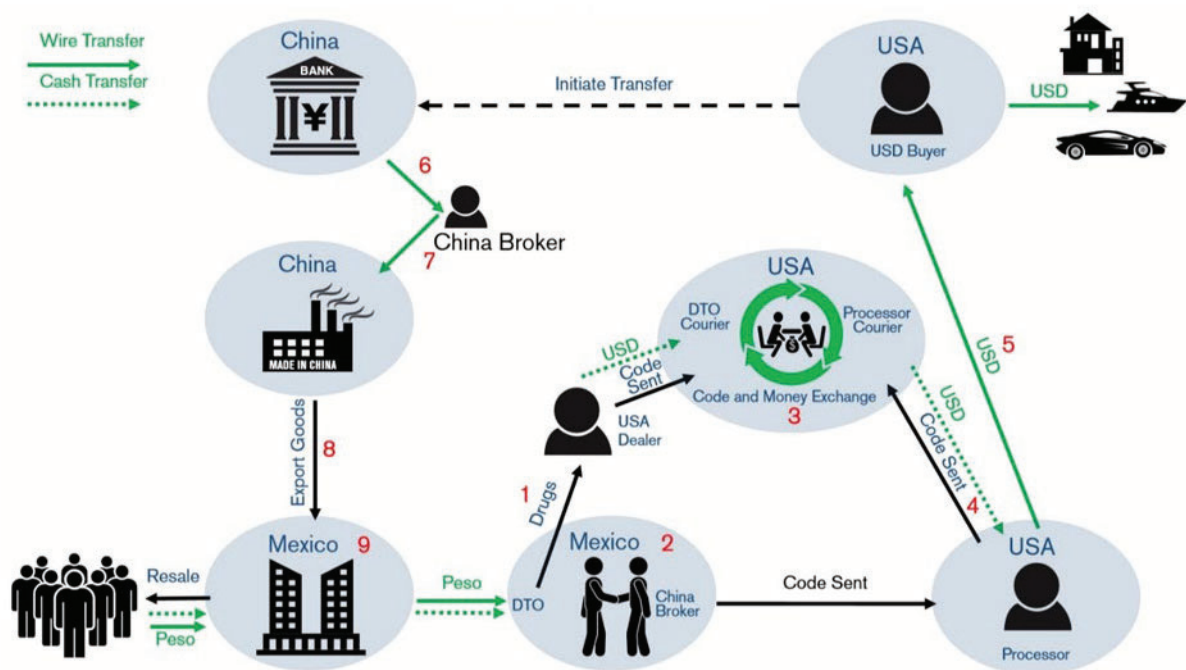 Wire Transfer
Cash Transfer
China
BANK
¥
Initiate Transfer
USA
USD Buyer
USD
6
China Broker
7
China
MADE IN CHINA
USA
DTO
Courier
Processor
Courier
$
Code and Money Exchange
3
USD
Code
Sent
USA
Dealer
5
USD
USD
Code Sent
4
Export Goods
8
1
Drugs
Mexico 9
Resale
Peso
Peso
Mexico 2
DTO
China
Broker
Code Sent
USA
Processor